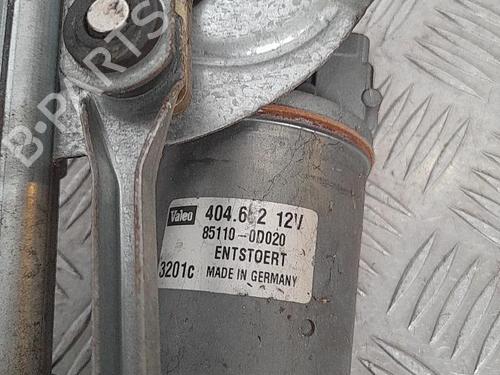 B-PARTS
Valeo 404.6 2 12V
85110-0D020
ENTSTOERT
3201c MADE IN GERMANY